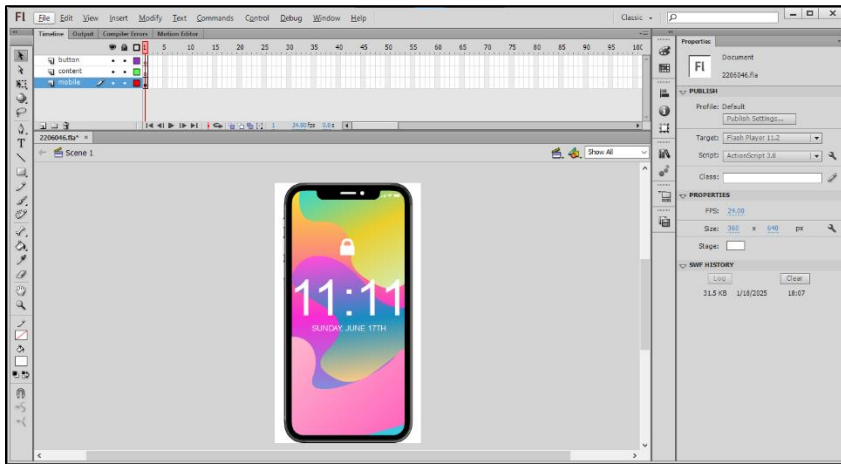 Fl File Edit View Insert Modify Text Commands Control Debug Window Help Classic
Timeline Output Compiler Errors Motion Editor
1 5 10 15 20 25 30 35 40 45 50 55 60 65 70 75 80 85 90 95 100
button
content
mobile
1 24.00 fps 0.0 s
2206046.fla*
Scene 1
Show All
11:11
SUNDAY, JUNE 17TH
Properties
Fl
Document
2206046.fla
PUBLISH
Profile: Default
Publish Settings...
Target: Flash Player 11.2
Script: ActionScript 3.0
Class:
PROPERTIES
FPS: 24.00
Size: 360 x 640 px
Stage:
SWF HISTORY
Log Clear
31.5 KB 1/18/2025 18:07